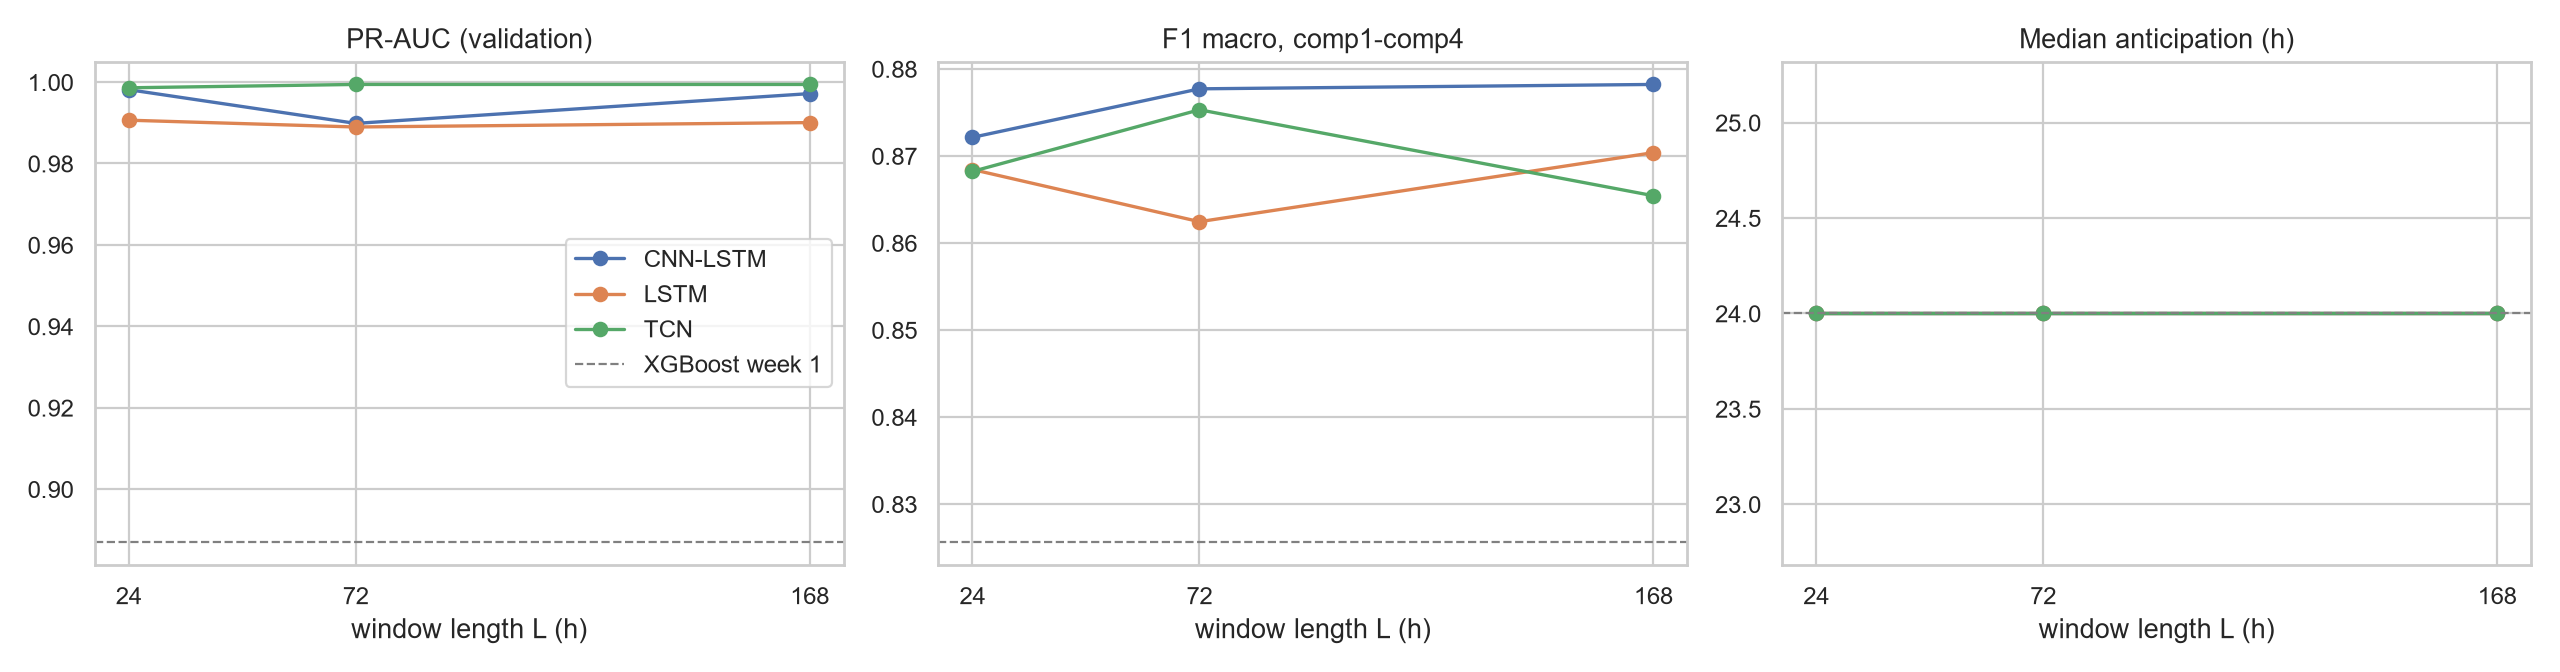 PR-AUC (validation)
1.00
0.98
0.96
0.94
0.92
0.90
CNN-LSTM
LSTM
TCN
XGBoost week 1
24
72
168
window length L (h)
F1 macro, comp1-comp4
0.88
0.87
0.86
0.85
0.84
0.83
24
72
168
window length L (h)
Median anticipation (h)
25.0
24.5
24.0
23.5
23.0
24
72
168
window length L (h)